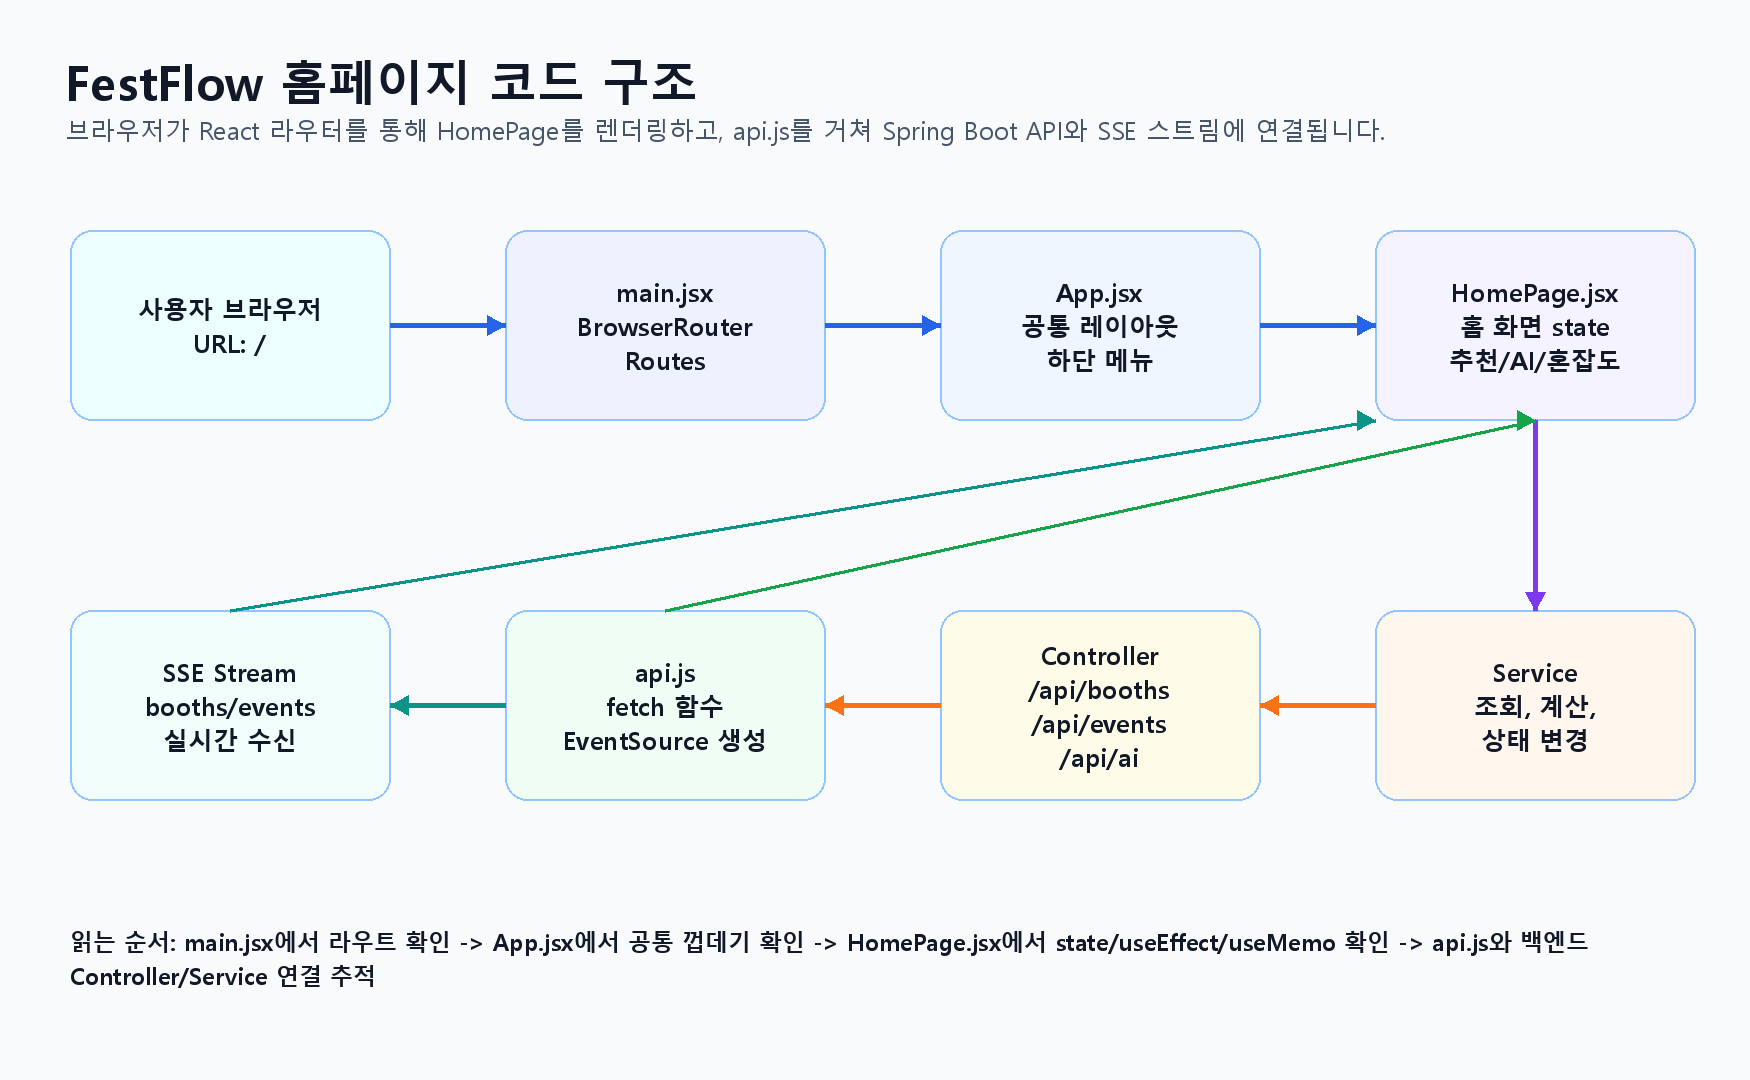 FestFlow 홈페이지 코드 구조
브라우저가 React 라우터를 통해 HomePage를 렌더링하고, api.js를 거쳐 Spring Boot API와 SSE 스트림에 연결됩니다.
사용자 브라우저
URL: /
main.jsx
BrowserRouter
Routes
App.jsx
공통 레이아웃
하단 메뉴
HomePage.jsx
홈 화면 state
추천/AI/혼잡도
SSE Stream
booths/events
실시간 수신
api.js
fetch 함수
EventSource 생성
Controller
/api/booths
/api/events
/api/ai
Service
조회, 계산,
상태 변경
읽는 순서: main.jsx에서 라우트 확인 -> App.jsx에서 공통 껍데기 확인 -> HomePage.jsx에서 state/useEffect/useMemo 확인 -> api.js와 백엔드
Controller/Service 연결 추적